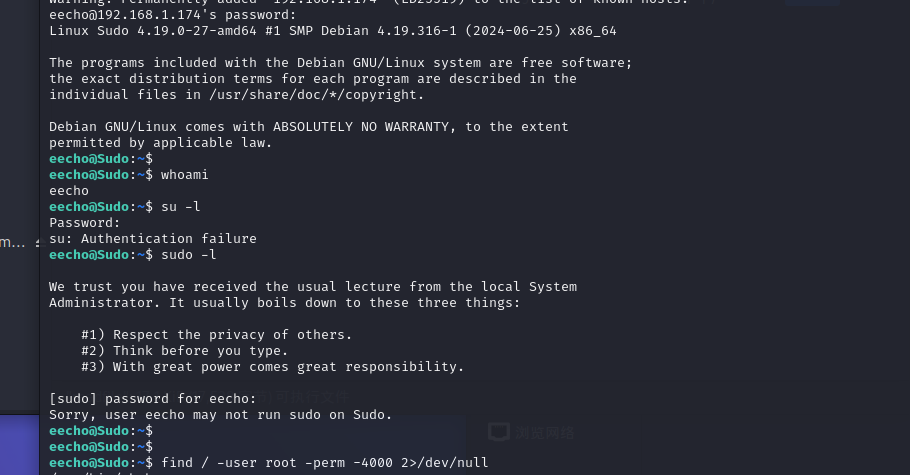 Warning: Permanently added '192.168.1.174' (ED25519) to the list of known hosts.
eecho@192.168.1.174's password:
Linux Sudo 4.19.0-27-amd64 #1 SMP Debian 4.19.316-1 (2024-06-25) x86_64
The programs included with the Debian GNU/Linux system are free software;
the exact distribution terms for each program are described in the
individual files in /usr/share/doc/*/copyright.
Debian GNU/Linux comes with ABSOLUTELY NO WARRANTY, to the extent
permitted by applicable law.
eecho@Sudo:~$
eecho@Sudo:~$ whoami
eecho
eecho@Sudo:~$ su -l
Password:
m...
su: Authentication failure
eecho@Sudo:~$ sudo -l
We trust you have received the usual lecture from the local System
Administrator. It usually boils down to these three things:
#1) Respect the privacy of others.
#2) Think before you type.
#3) With great power comes great responsibility.
[sudo] password for eecho:
Sorry, user eecho may not run sudo on Sudo.
eecho@Sudo:~$
浏览网络
eecho@Sudo:~$
eecho@Sudo:~$ find / -user root -perm -4000 2>/dev/null